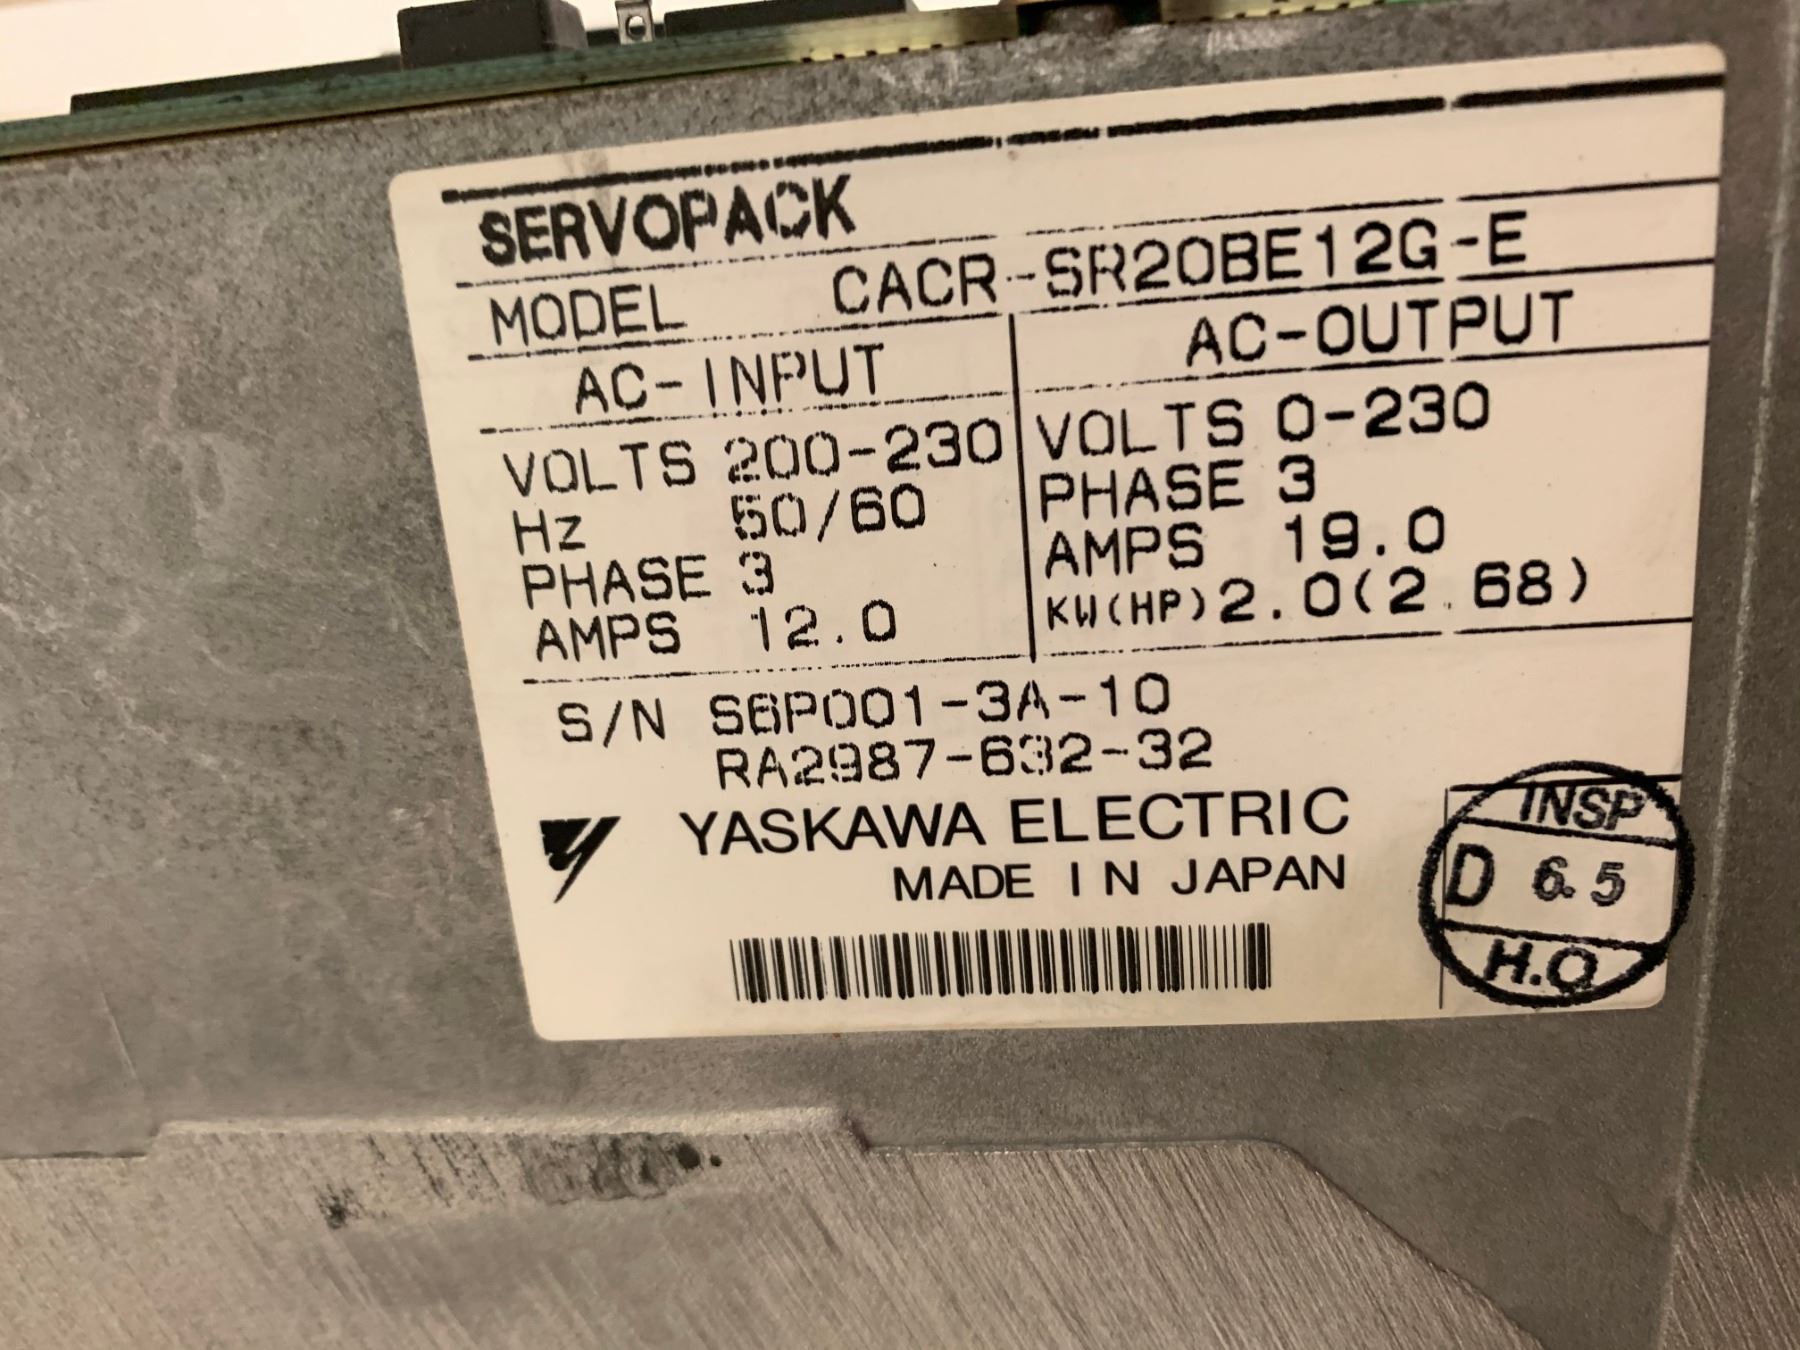 SERVOPACK
MODEL CACR-SR20BE12G-E
AC-INPUT AC-OUTPUT
VOLTS 200-230 VOLTS 0-230
Hz 50/60 PHASE 3
PHASE 3 AMPS 19.0
AMPS 12.0 KW(HP) 2.0(2.68)
S/N S6P001-3A-10
RA2987-632-32
YASKAWA ELECTRIC
MADE IN JAPAN
INSP
D 6.5
H.O